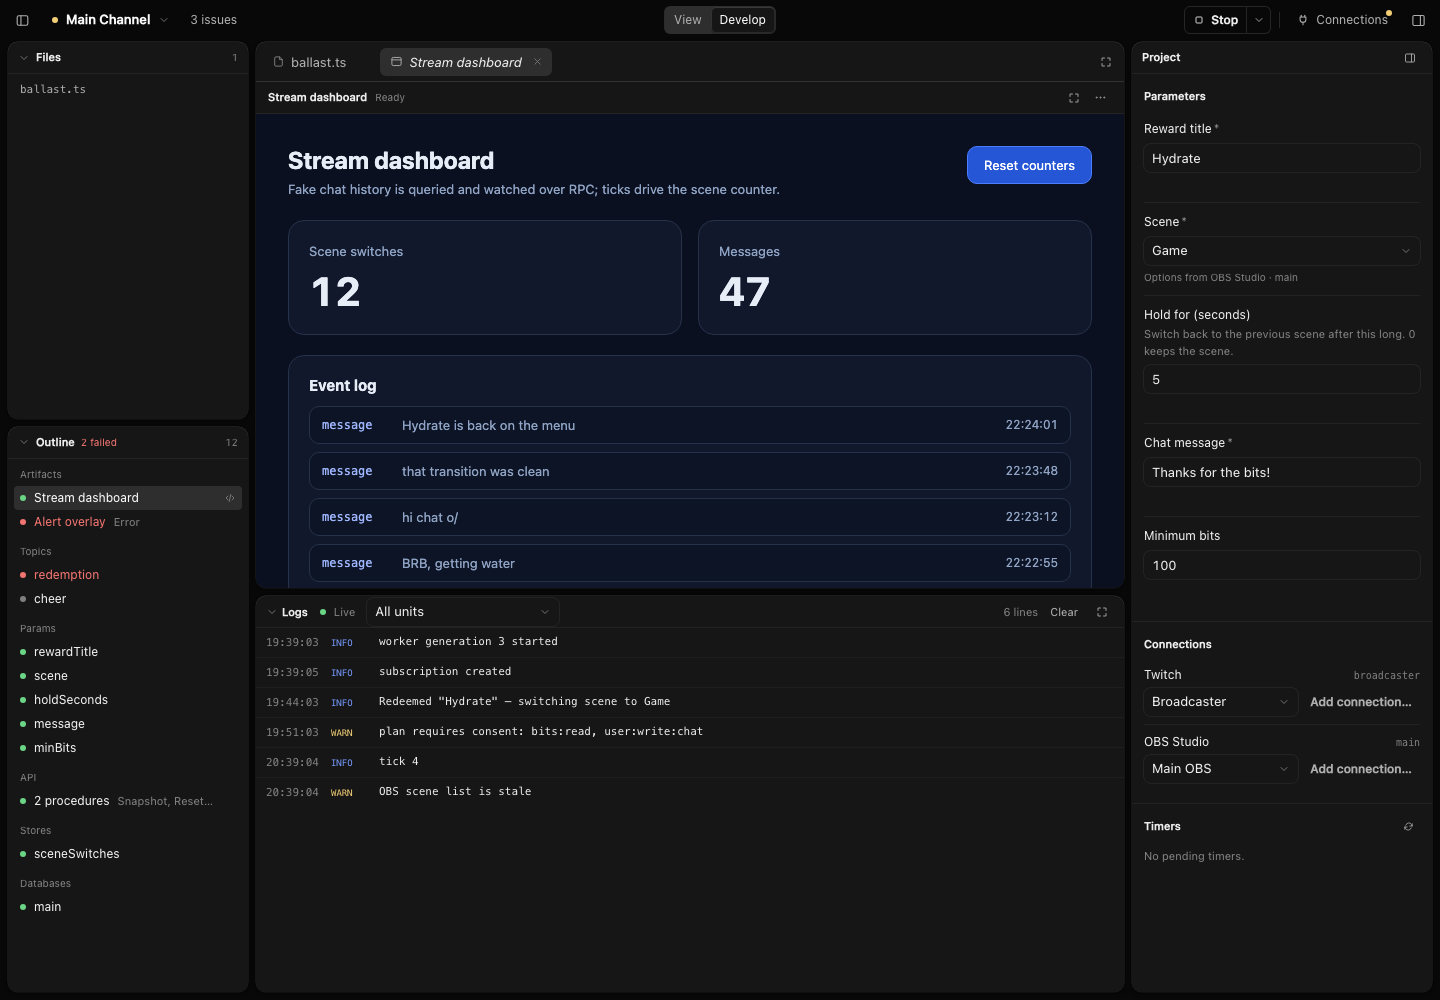 Main Channel
3 issues
View
Develop
Stop
Connections
Files
1
ballast.ts
Outline
2 failed
12
Artifacts
Stream dashboard
Alert overlay
Error
Topics
redemption
cheer
Params
rewardTitle
scene
holdSeconds
message
minBits
API
2 procedures
Snapshot, Reset...
Stores
sceneSwitches
Databases
main
ballast.ts
Stream dashboard
Stream dashboard
Ready
Stream dashboard
Fake chat history is queried and watched over RPC; ticks drive the scene counter.
Reset counters
Scene switches
12
Messages
47
Event log
message Hydrate is back on the menu 22:24:01
message that transition was clean 22:23:48
message hi chat o/ 22:23:12
message BRB, getting water 22:22:55
Logs
Live
All units
6 lines
Clear
19:39:03 INFO worker generation 3 started
19:39:05 INFO subscription created
19:44:03 INFO Redeemed "Hydrate" — switching scene to Game
19:51:03 WARN plan requires consent: bits:read, user:write:chat
20:39:04 INFO tick 4
20:39:04 WARN OBS scene list is stale
Project
Parameters
Reward title *
Hydrate
Scene *
Game
Options from OBS Studio · main
Hold for (seconds)
Switch back to the previous scene after this long. 0
keeps the scene.
5
Chat message *
Thanks for the bits!
Minimum bits
100
Connections
Twitch
broadcaster
Broadcaster
Add connection...
OBS Studio
main
Main OBS
Add connection...
Timers
No pending timers.